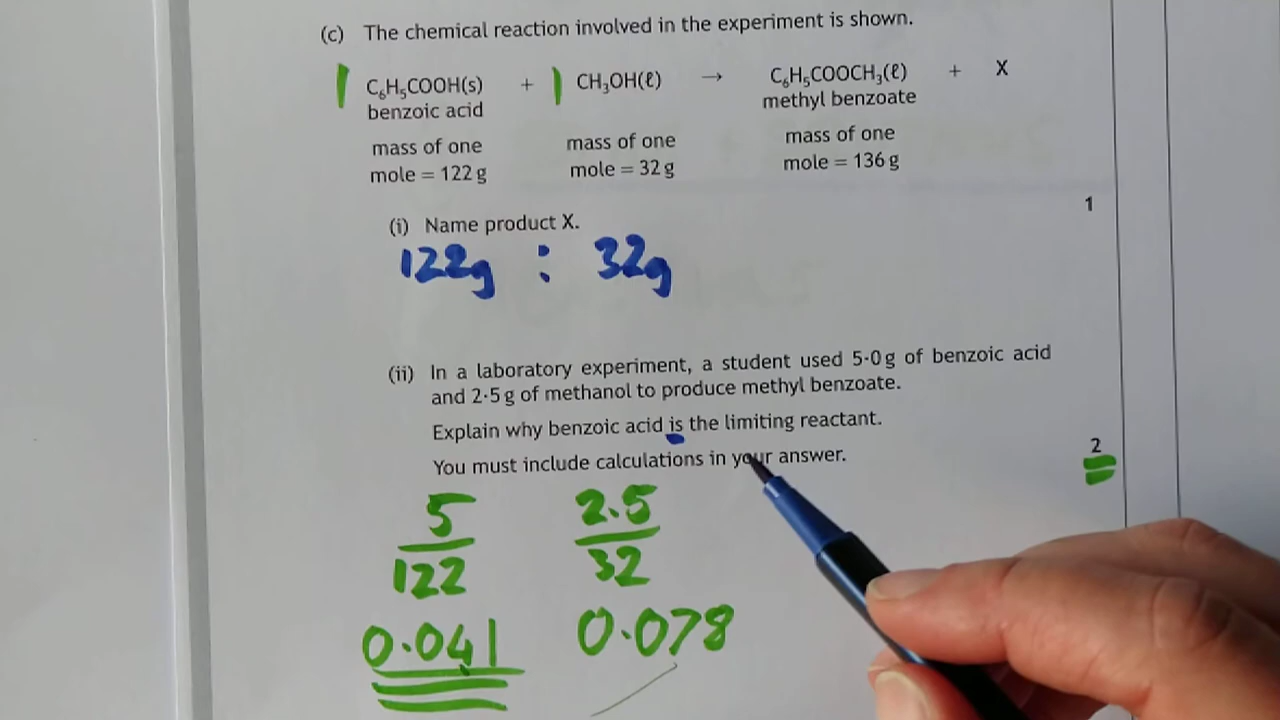 (c) The chemical reaction involved in the experiment is shown.
C₆H₅COOH(s) + CH₃OH(ℓ) → C₆H₅COOCH₃(ℓ) + X
benzoic acid methyl benzoate
mass of one mass of one mass of one
mole = 122 g mole = 32 g mole = 136 g
1
(i) Name product X.
122g : 32g
(ii) In a laboratory experiment, a student used 5·0 g of benzoic acid
and 2·5 g of methanol to produce methyl benzoate.
Explain why benzoic acid is the limiting reactant.
2
You must include calculations in your answer.
5 2.5
122 32
0.041 0.078